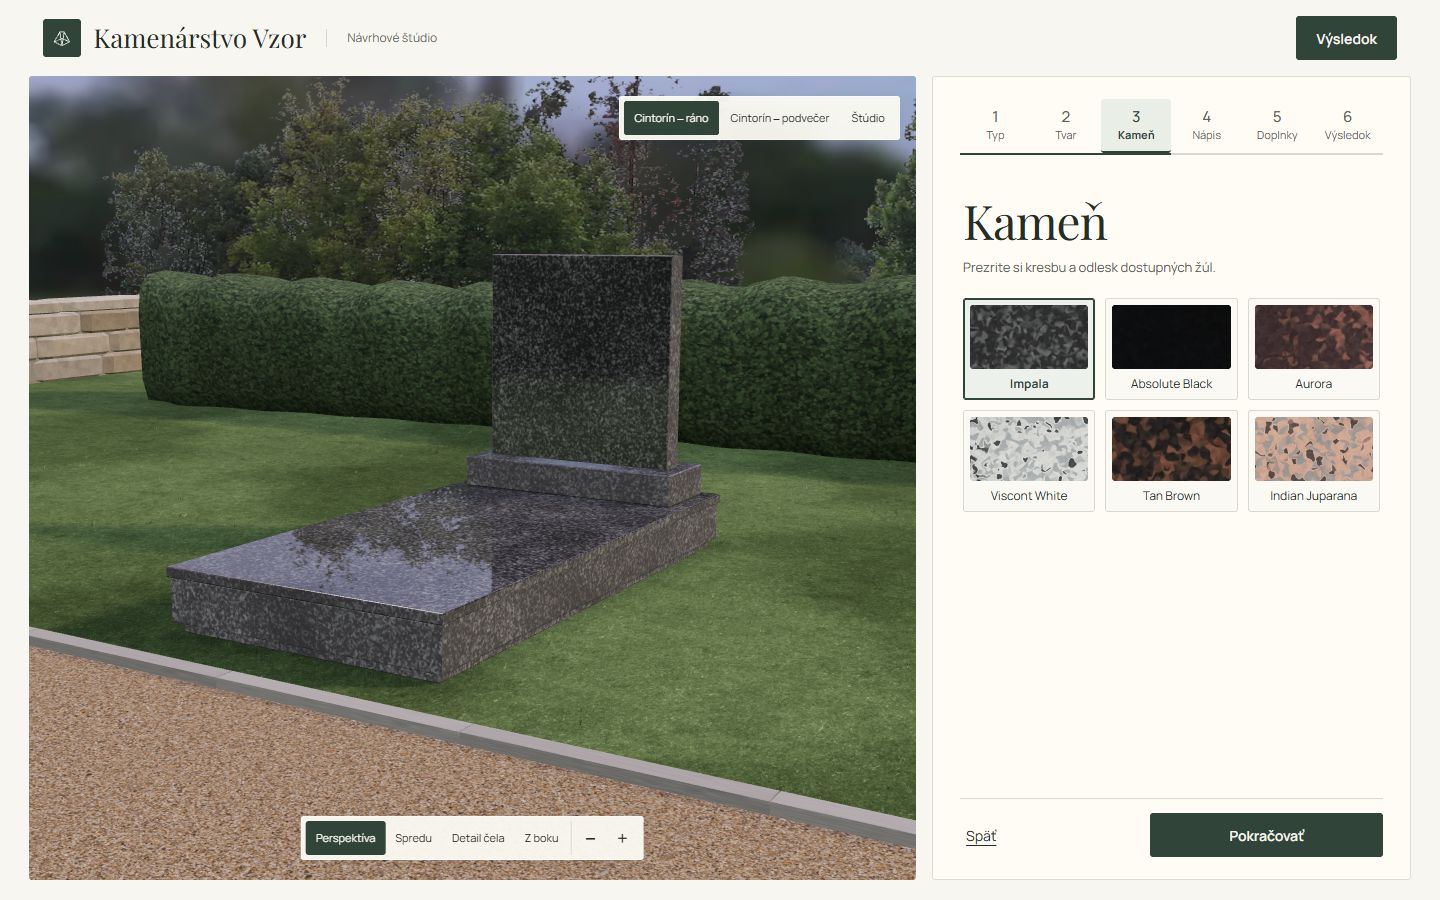 Kamenárstvo Vzor
Návrhové štúdio
Výsledok
Cintorín – ráno
Cintorín – podvečer
Štúdio
1
Typ
2
Tvar
3
Kameň
4
Nápis
5
Doplnky
6
Výsledok
Kameň
Prezrite si kresbu a odlesk dostupných žúl.
Impala
Absolute Black
Aurora
Viscont White
Tan Brown
Indian Juparana
Perspektíva
Spredu
Detail čela
Z boku
−
+
Späť
Pokračovať